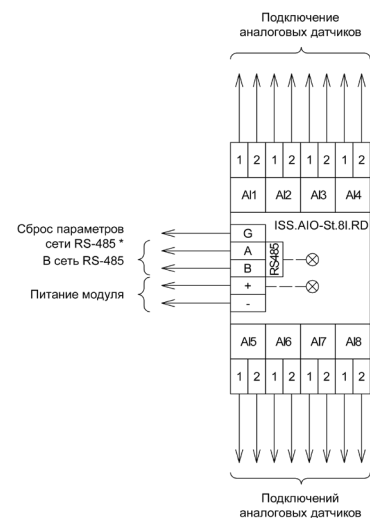 Подключение
аналоговых датчиков
1 2 1 2 1 2 1 2
AI1 AI2 AI3 AI4
ISS.AIO-St.8I.RD
Сброс параметров
сети RS-485 *
В сеть RS-485
Питание модуля
G
A
B
+
-
RS485
AI5 AI6 AI7 AI8
1 2 1 2 1 2 1 2
Подключений
аналоговых датчиков